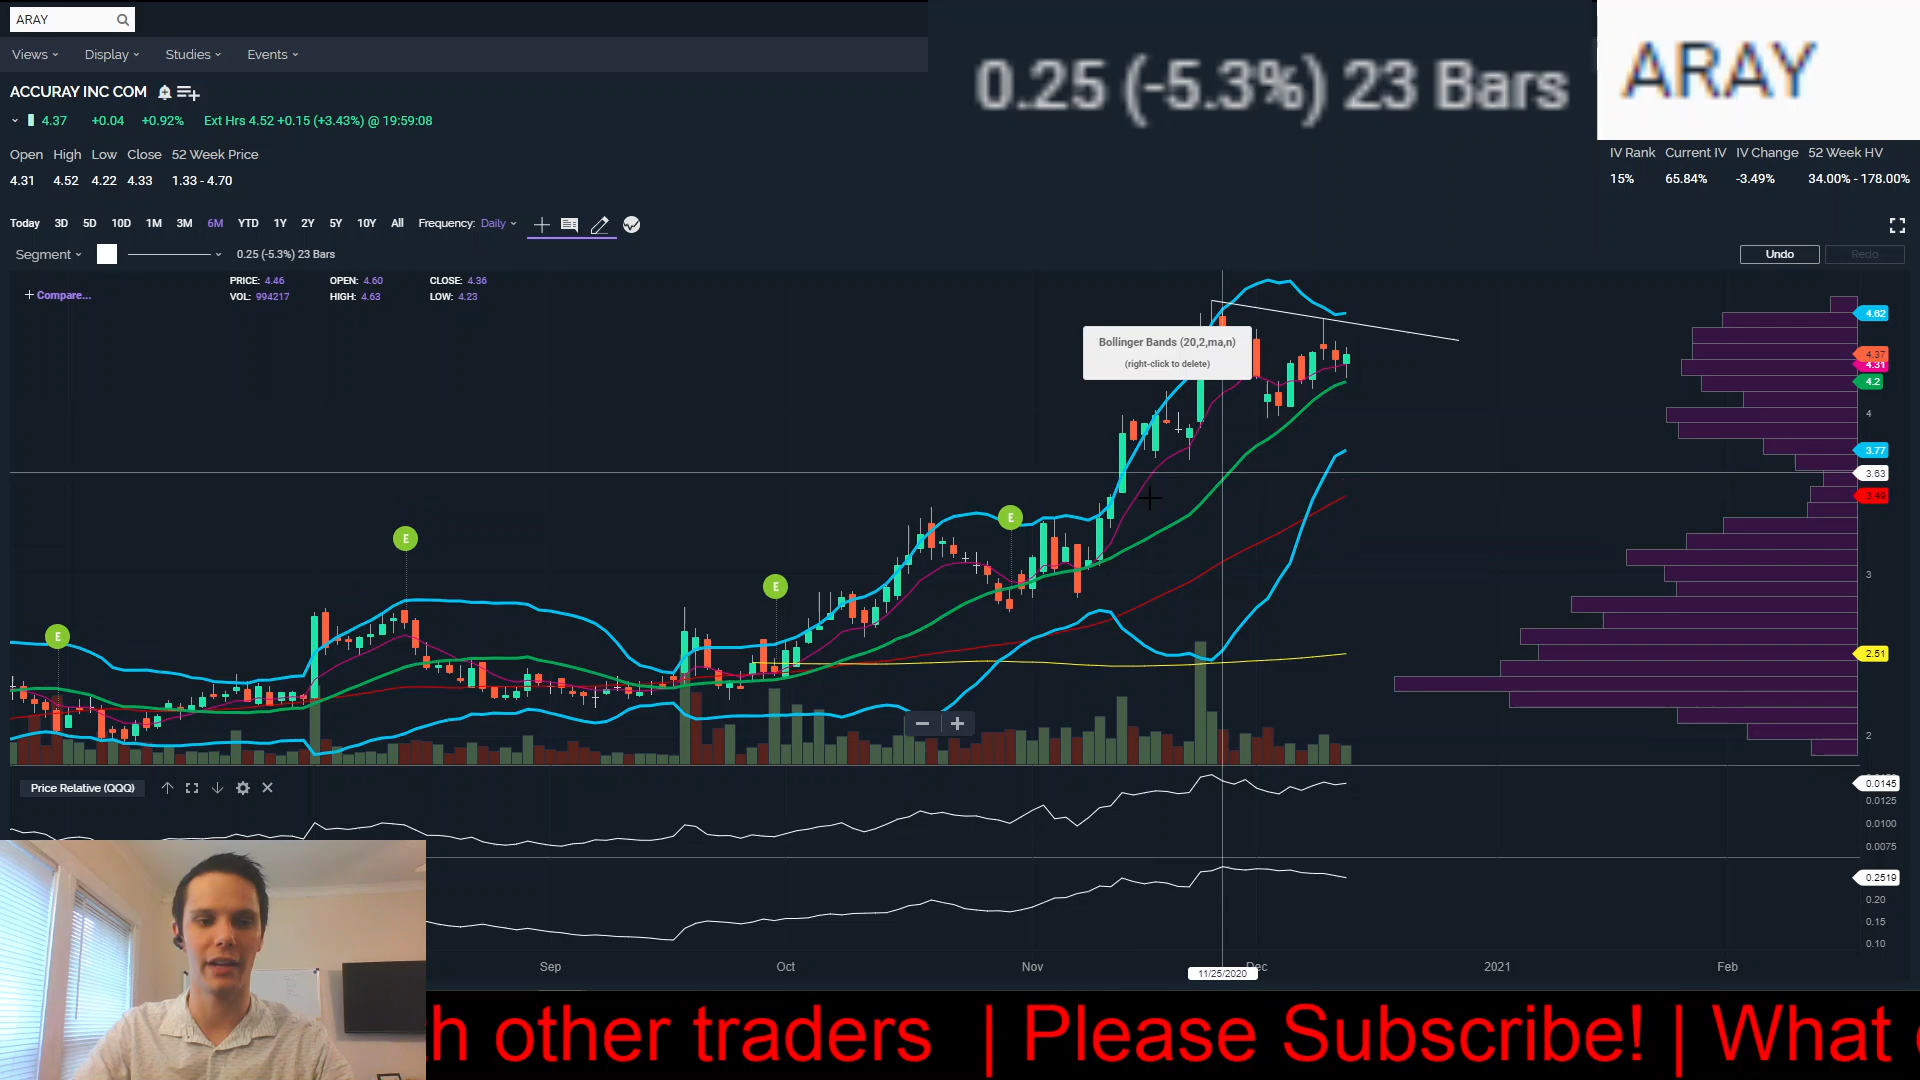 ARAY
0.25 (-5.3%) 23 Bars
ARAY
Views Display Studies Events
ACCURAY INC COM
4.37 +0.04 +0.92% Ext Hrs 4.52 +0.15 (+3.43%) @ 19:59:08
Open High Low Close 52 Week Price
4.31 4.52 4.22 4.33 1.33 - 4.70
IV Rank Current IV IV Change 52 Week HV
15% 65.84% -3.49% 34.00% - 178.00%
Today 3D 5D 10D 1M 3M 6M YTD 1Y 2Y 5Y 10Y All Frequency: Daily
Segment 0.25 (-5.3%) 23 Bars Undo Redo
+ Compare...
PRICE: 4.46 OPEN: 4.60 CLOSE: 4.36
VOL: 994217 HIGH: 4.63 LOW: 4.23
Bollinger Bands (20,2,ma,n)
(right-click to delete)
4.62
4.37
4.31
4.2
4
3.77
3.63
3.49
3
2.51
2
E
E
E
E
− +
Price Relative (QQQ)
0.0145
0.0125
0.0100
0.0075
0.2519
0.20
0.15
0.10
Sep Oct Nov Dec 2021 Feb
11/25/2020
h other traders | Please Subscribe! | What